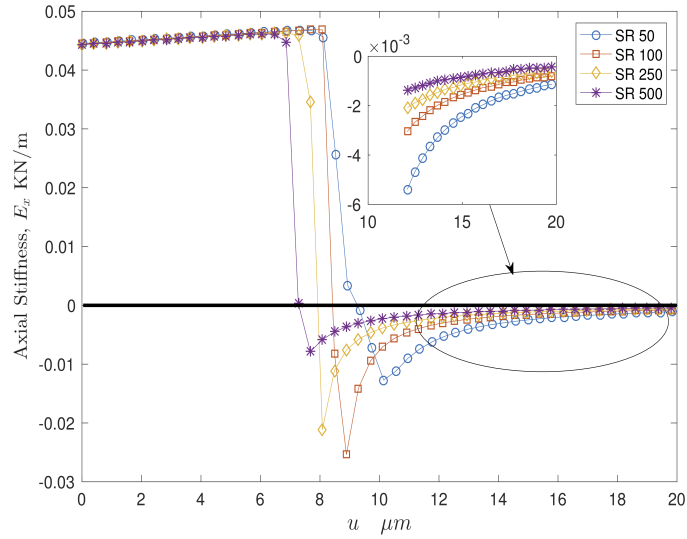 0.05
0.04
0.03
0.02
0.01
0
-0.01
-0.02
-0.03
Axial Stiffness, E_x KN/m
0 2 4 6 8 10 12 14 16 18 20
u μm
×10⁻³
0
-2
-4
-6
10 15 20
SR 50
SR 100
SR 250
SR 500